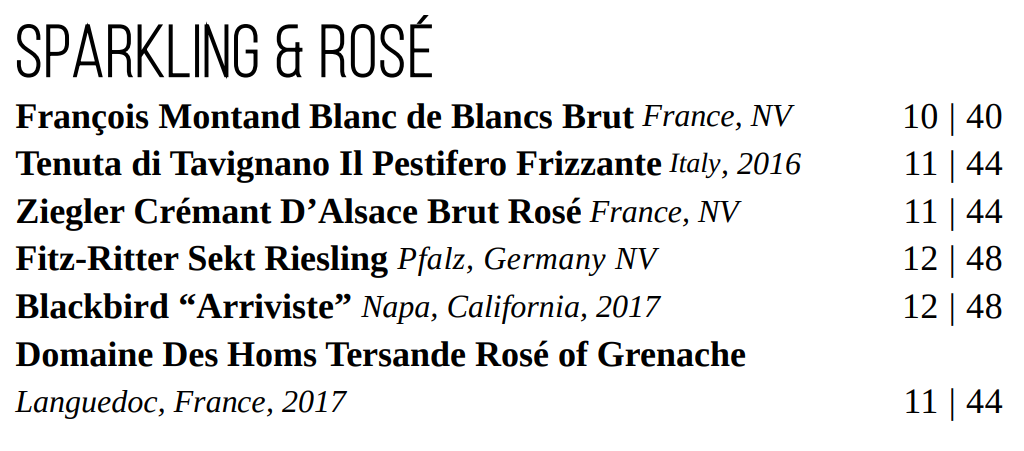 SPARKLING & ROSÉ
François Montand Blanc de Blancs Brut France, NV 10 | 40
Tenuta di Tavignano Il Pestifero Frizzante Italy, 2016 11 | 44
Ziegler Crémant D’Alsace Brut Rosé France, NV 11 | 44
Fitz-Ritter Sekt Riesling Pfalz, Germany NV 12 | 48
Blackbird “Arriviste” Napa, California, 2017 12 | 48
Domaine Des Homs Tersande Rosé of Grenache
Languedoc, France, 2017 11 | 44